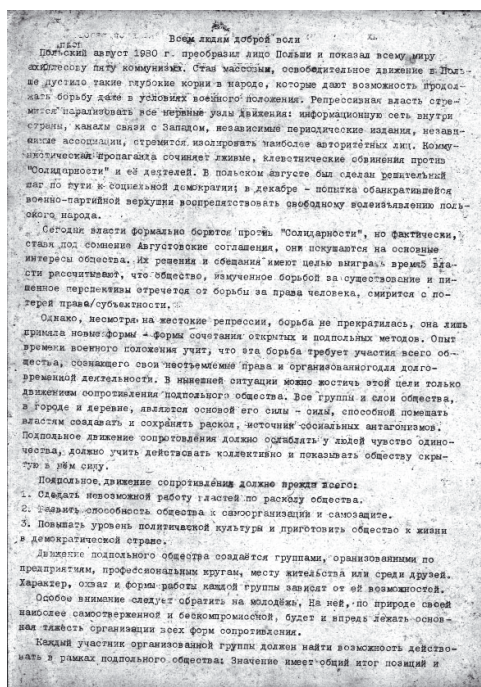 Всем людям доброй воли
Польский август 1980 г. преобразил лицо Польши и показал всему миру
ахиллесову пяту коммунизма. Став массовым, освободительное движение в Поль-
ше пустило такие глубокие корни в народе, которые дают возможность продол-
жать борьбу даже в условиях военного положения. Репрессивная власть стре-
мится парализовать все нервные узлы движения: информационную сеть внутри
страны, каналы связи с Западом, независимые периодические издания, незави-
симые ассоциации, стремится изолировать наиболее авторитетных лиц. Комму-
нистическая пропаганда сочиняет лживые, клеветнические обвинения против
"Солидарности" и её деятелей. В польском августе был сделан решительный
шаг по пути к социальной демократии; в декабре - попытка обанкратившейся
военно-партийной верхушки воспрепятствовать свободному волеизъявлению поль-
ского народа.
Сегодня власти формально борются против "Солидарности", но фактически,
ставя под сомнение Августовские соглашения, они покушаются на основные
интересы общества. Их решения и обещания имеют целью выиграть время. Вла-
сти рассчитывают, что общество, измученное борьбой за существование и ли-
шенное перспективы отречется от борьбы за права человека, смирится с по-
терей права/субъектности.
Однако, несмотря на жестокие репрессии, борьба не прекратилась, она лишь
приняла новые формы - формы сочетания открытых и подпольных методов. Опыт
времени военного положения учит, что эта борьба требует участия всего об-
щества, сознающего свои неотъемлемые права и организованногодля долго-
временной деятельности. В нынешней ситуации можно жостичь этой цели только
движением сопративления подпольного общества. Все группы и слои общества,
в городе и деревне, являются основой его силы - силы, способной помешать
властям создавать и сохранять раскол, источник социальных антагонизмов.
Подпольное движение сопротовления должно ослаблять у людей чувство одино-
чества, должно учить действовать коллективно и показывать обществу скры-
тую в нём силу.
Подпольное движение сопротивления должно прежде всего:
1. Сделать невозможной работу властей по расколу общества.
2. Развить способность общества к самоорганизации и самозащите.
3. Повышать уровень политической культуры и приготовить общество к жизни
в демократической стране.
Движение подпольного общества создаётся группами, оранизованными по
предприятиям, профессиональным кругам, месту жительства или среди друзей.
Характер, охват и формы работы каждой группы зависят от её возможностей.
Особое внимание следует обратить на молодёжь. На ней, по природе своей
наиболее самоотверженной и бескомпромиссной, будет и впредь лежать основ-
ная тяжесть организации всех форм сопротивления.
Каждый участник организованной группы должен найти возможность действо-
вать в рамках подпольного общества: Значение имеет общий итог позиций и